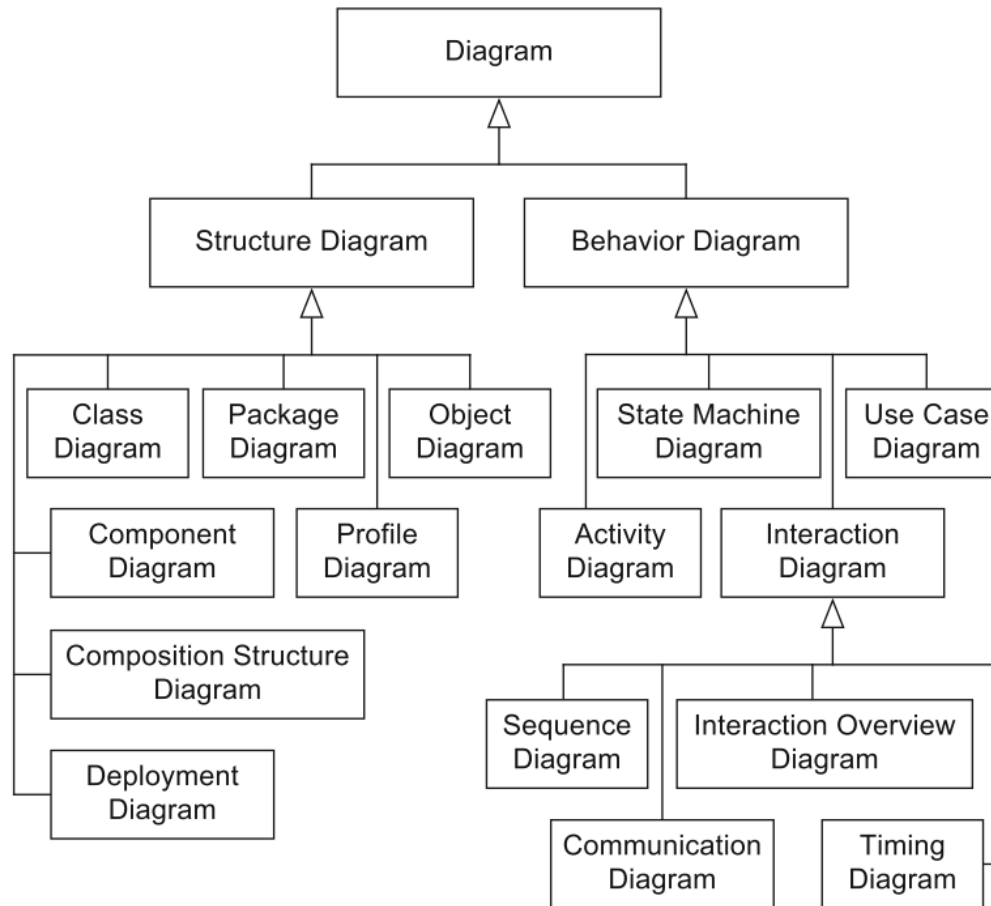 Diagram
Structure Diagram
Behavior Diagram
Class
Diagram
Package
Diagram
Object
Diagram
State Machine
Diagram
Use Case
Diagram
Component
Diagram
Profile
Diagram
Activity
Diagram
Interaction
Diagram
Composition Structure
Diagram
Sequence
Diagram
Interaction Overview
Diagram
Deployment
Diagram
Communication
Diagram
Timing
Diagram